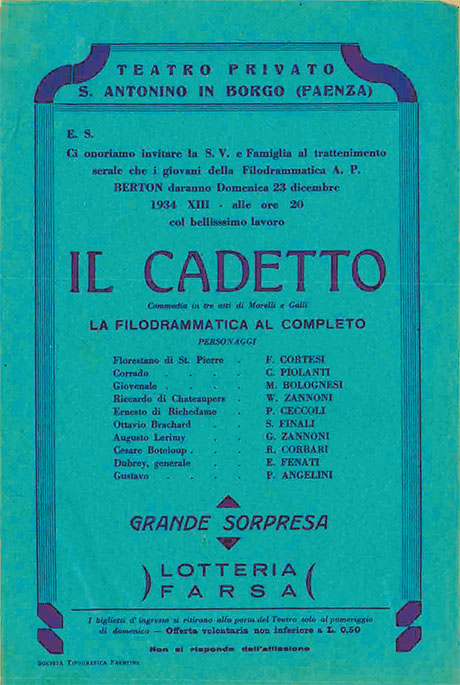 TEATRO PRIVATO
S. ANTONINO IN BORGO (FAENZA)
E. S.
Ci onoriamo invitare la S. V. e Famiglia al trattenimento
serale che i giovani della Filodrammatica A. P.
BERTON daranno Domenica 23 dicembre
1934 XIII - alle ore 20
col bellisssimo lavoro
IL CADETTO
Commedia in tre atti di Morelli e Galli
LA FILODRAMMATICA AL COMPLETO
PERSONAGGI
Florestano di St. Pierre . F. CORTESI
Corrado . . . C. PIOLANTI
Giovenale . . . . M. BOLOGNESI
Riccardo di Chateaupers . W. ZANNONI
Ernesto di Richedame . P. CECCOLI
Ottavio Brachard . . S. FINALI
Augusto Lerimy . . G. ZANNONI
Cesare Boteloup . . . R. CORBARI
Dubrey, generale . . E. FENATI
Gustavo . . . . P. ANGELINI
GRANDE SORPRESA
LOTTERIA
FARSA
I biglietti d'ingresso si ritirano alla porta del Teatro solo al pomeriggio
di domenica - Offerta volontaria non inferiore a L. 0,50
Non si risponde dell'affissione
SOCIETÀ TIPOGRAFICA FAENTINA